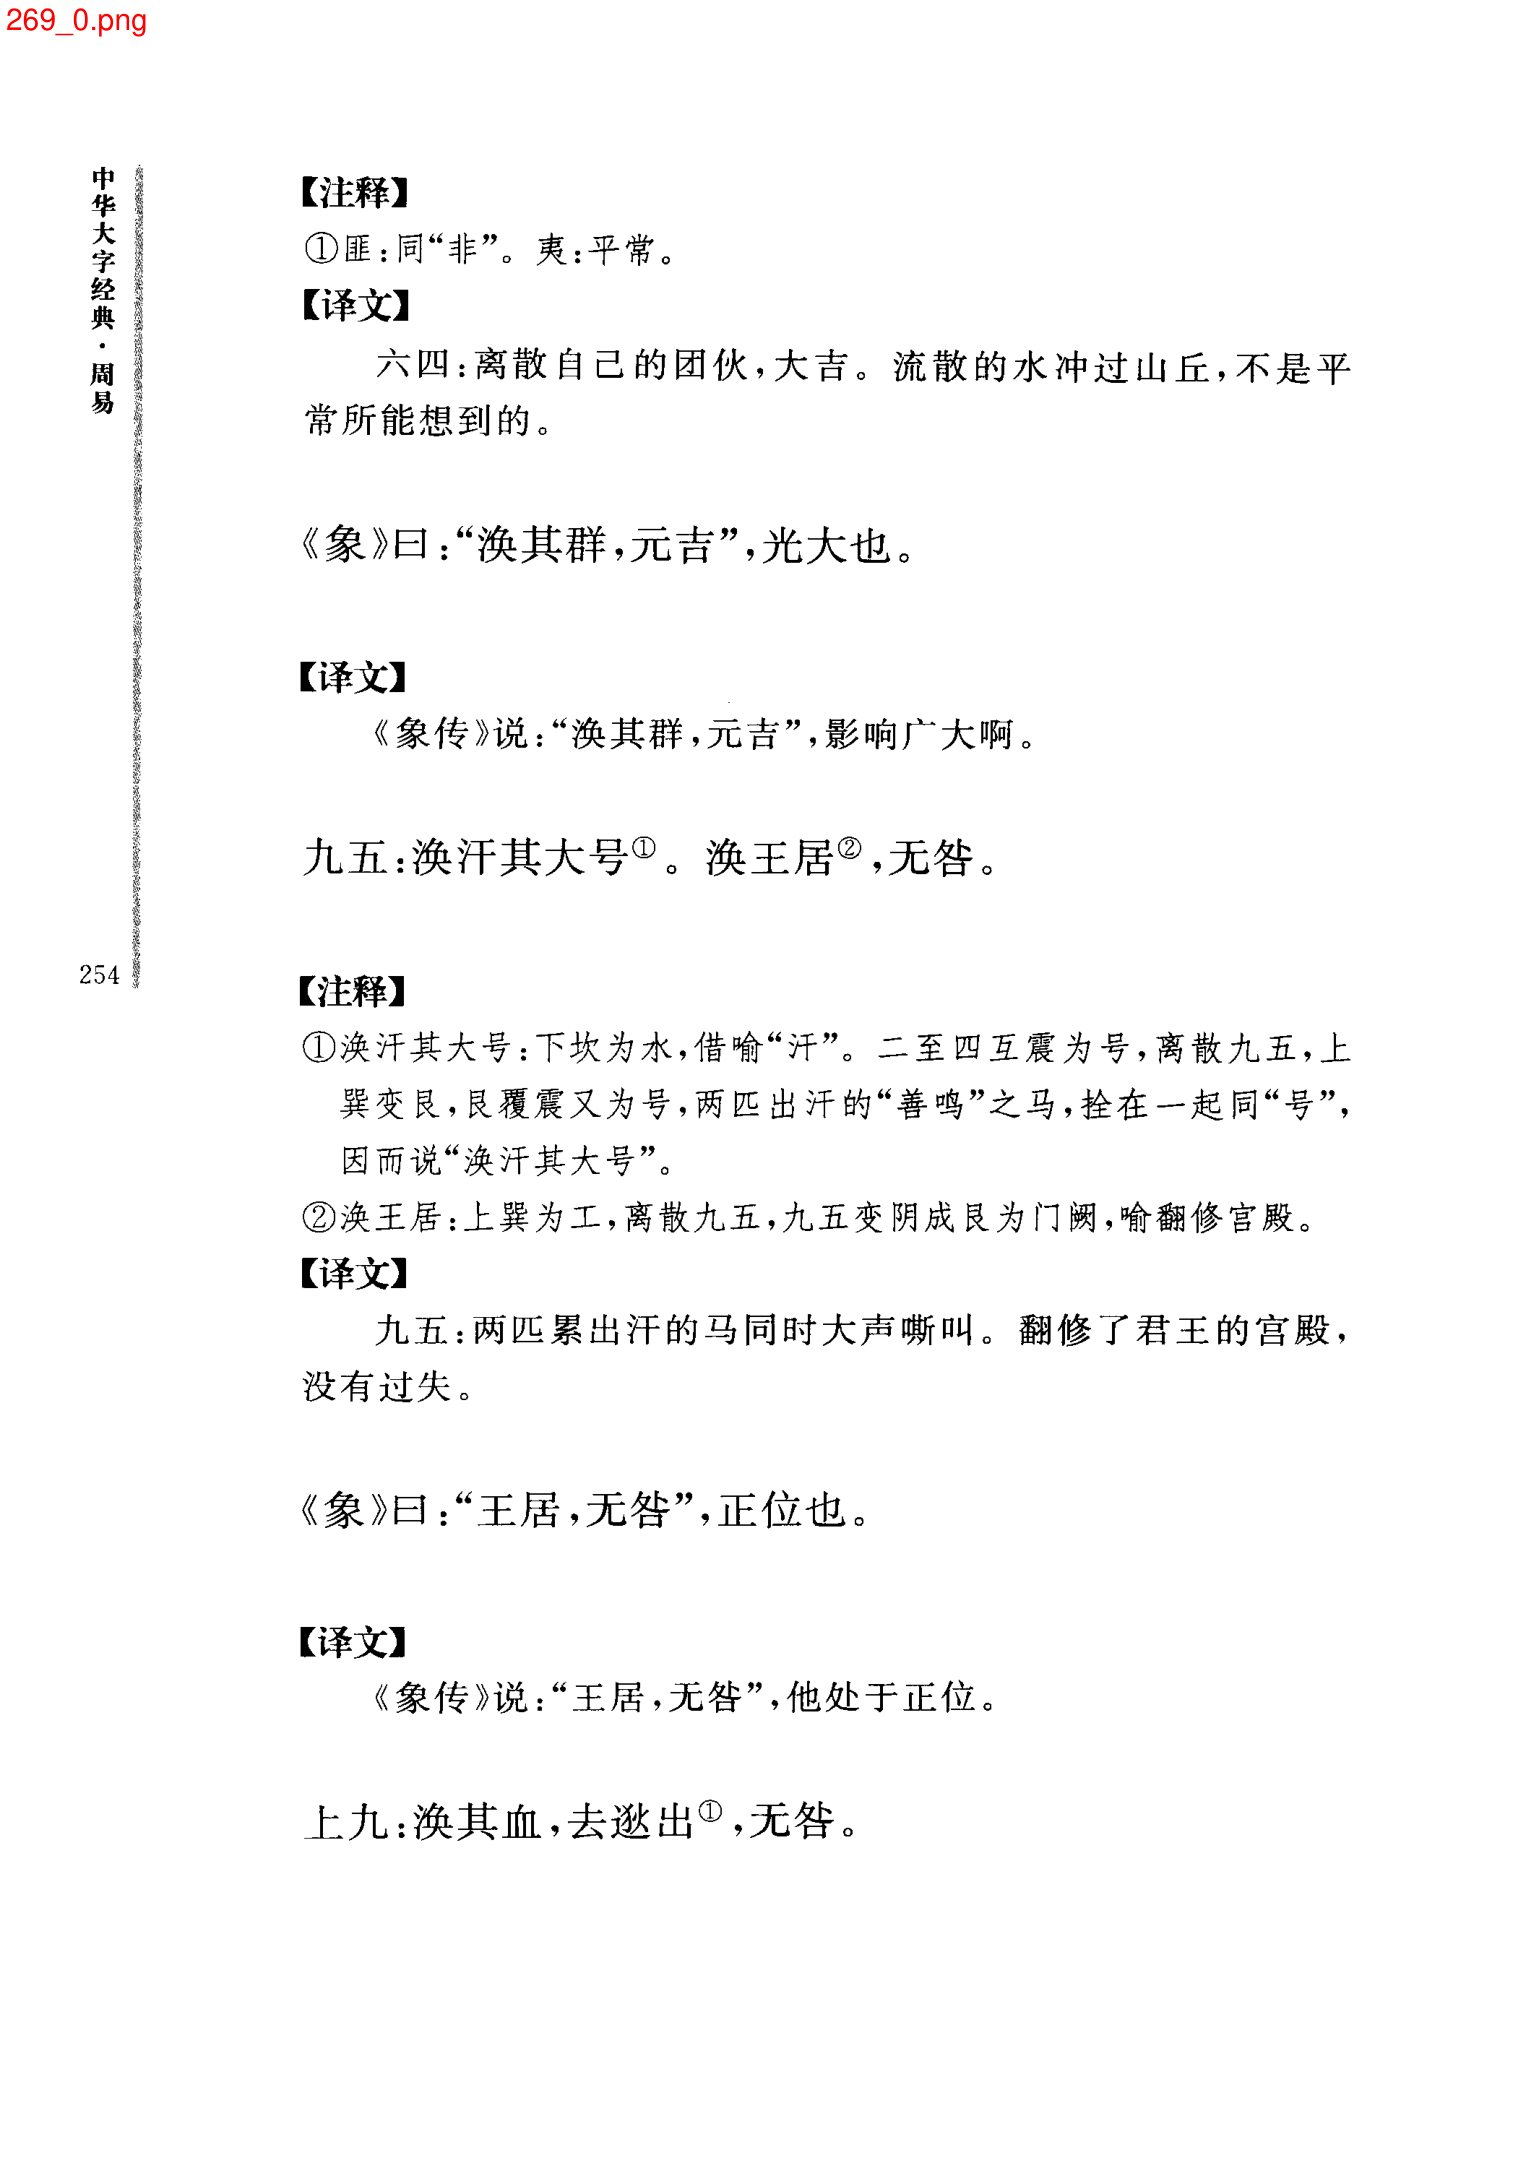 269_0.png
中华大字经典·周易
254
【注释】
①匪:同“非”。夷:平常。
【译文】
六四:离散自己的团伙,大吉。流散的水冲过山丘,不是平
常所能想到的。
《象》曰:“涣其群,元吉”,光大也。
【译文】
《象传》说:“涣其群,元吉”,影响广大啊。
九五:涣汗其大号①。涣王居②,无咎。
【注释】
①涣汗其大号:下坎为水,借喻“汗”。二至四互震为号,离散九五,上
巽变艮,艮覆震又为号,两匹出汗的“善鸣”之马,拴在一起同“号”,
因而说“涣汗其大号”。
②涣王居:上巽为工,离散九五,九五变阴成艮为门阙,喻翻修宫殿。
【译文】
九五:两匹累出汗的马同时大声嘶叫。翻修了君王的宫殿,
没有过失。
《象》曰:“王居,无咎”,正位也。
【译文】
《象传》说:“王居,无咎”,他处于正位。
上九:涣其血,去逖出①,无咎。